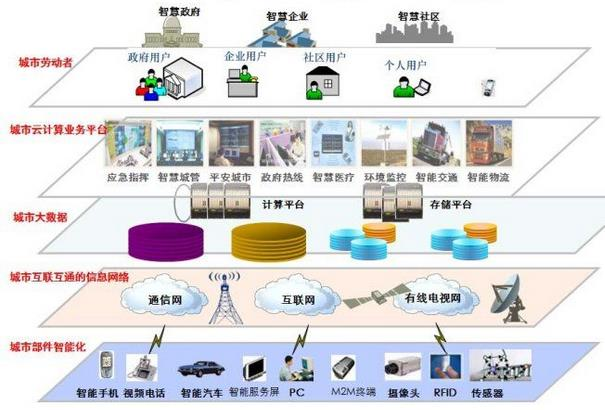 智慧政府 智慧企业 智慧社区
城市劳动者
政府用户 企业用户 社区用户 个人用户
城市云计算业务平台
应急指挥 智慧城管 平安城市 政府热线 智慧医疗 环境监控 智能交通 智能物流
城市大数据
计算平台 存储平台
城市互联互通的信息网络
通信网 互联网 有线电视网
城市部件智能化
智能手机 视频电话 智能汽车 智能服务屏 PC M2M终端 摄像头 RFID 传感器